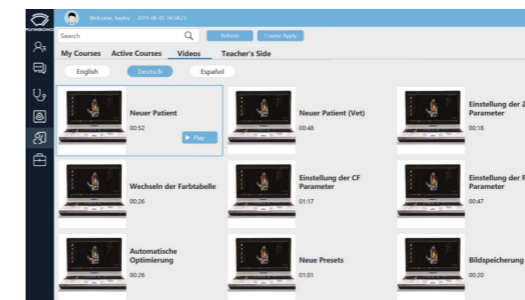 Welcome, hayley 2019-06-05 16:54:21
Search
Refresh
Course Apply
My Courses Active Courses Videos Teacher's Side
English Deutsch Español
Neuer Patient
00:52
Play
Neuer Patient (Vet)
00:48
Einstellung der 2
Parameter
00:18
Wechseln der Farbtabelle
00:26
Einstellung der CF
Parameter
01:17
Einstellung der P
Parameter
00:47
Automatische
Optimierung
00:26
Neue Presets
01:01
Bildspeicherung
00:20